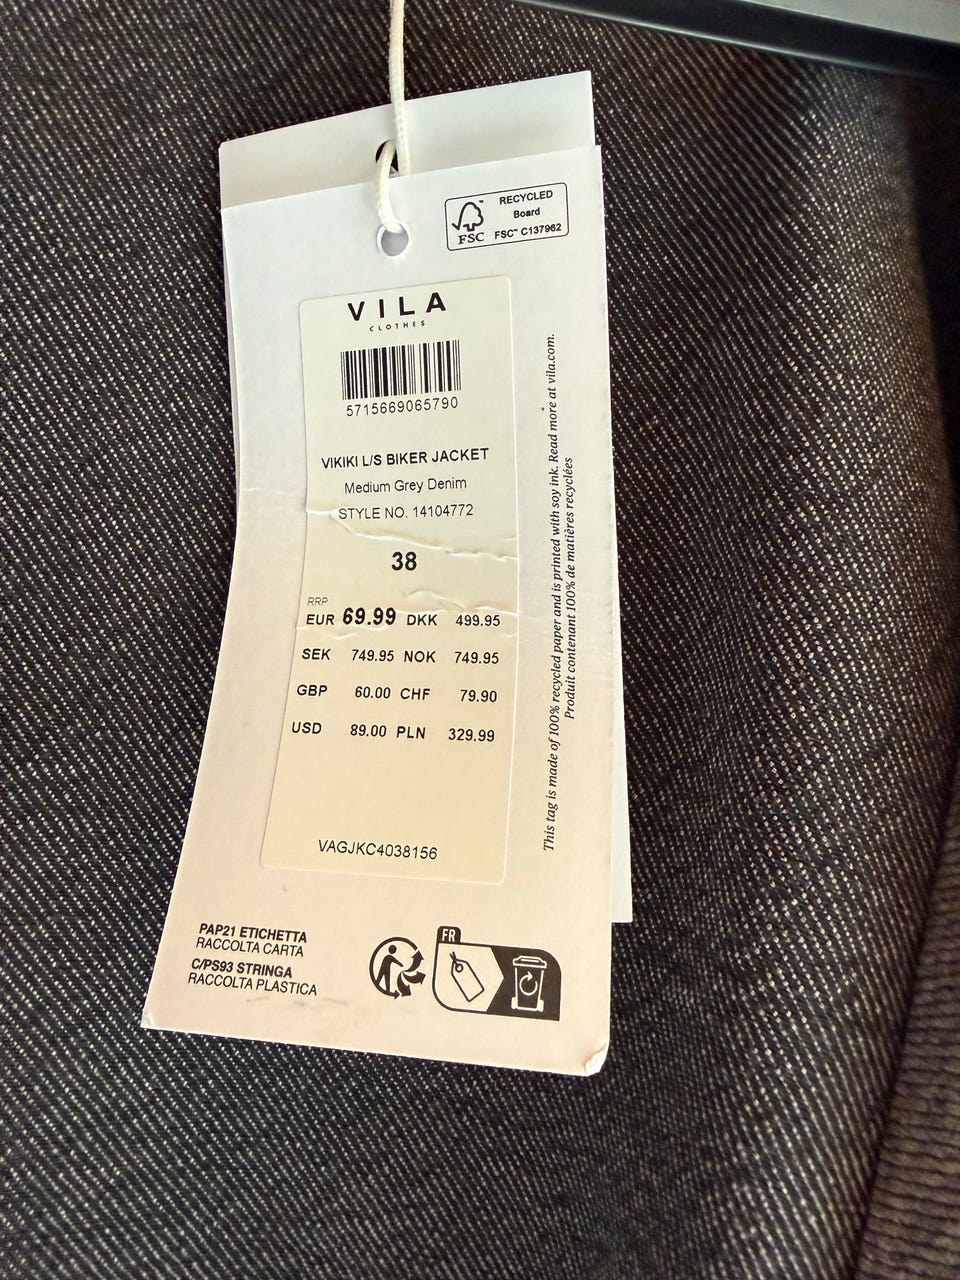 RECYCLED
Board
FSC™ C137962
FSC
VILA
CLOTHES
5715669065790
VIKIKI L/S BIKER JACKET
Medium Grey Denim
STYLE NO. 14104772
38
RRP
EUR 69.99 DKK 499.95
SEK 749.95 NOK 749.95
GBP 60.00 CHF 79.90
USD 89.00 PLN 329.99
VAGJKC4038156
This tag is made of 100% recycled paper and is printed with soy ink. Read more at vila.com.
Produit contenant 100% de matières recyclées
PAP21 ETICHETTA
RACCOLTA CARTA
C/PS93 STRINGA
RACCOLTA PLASTICA
FR